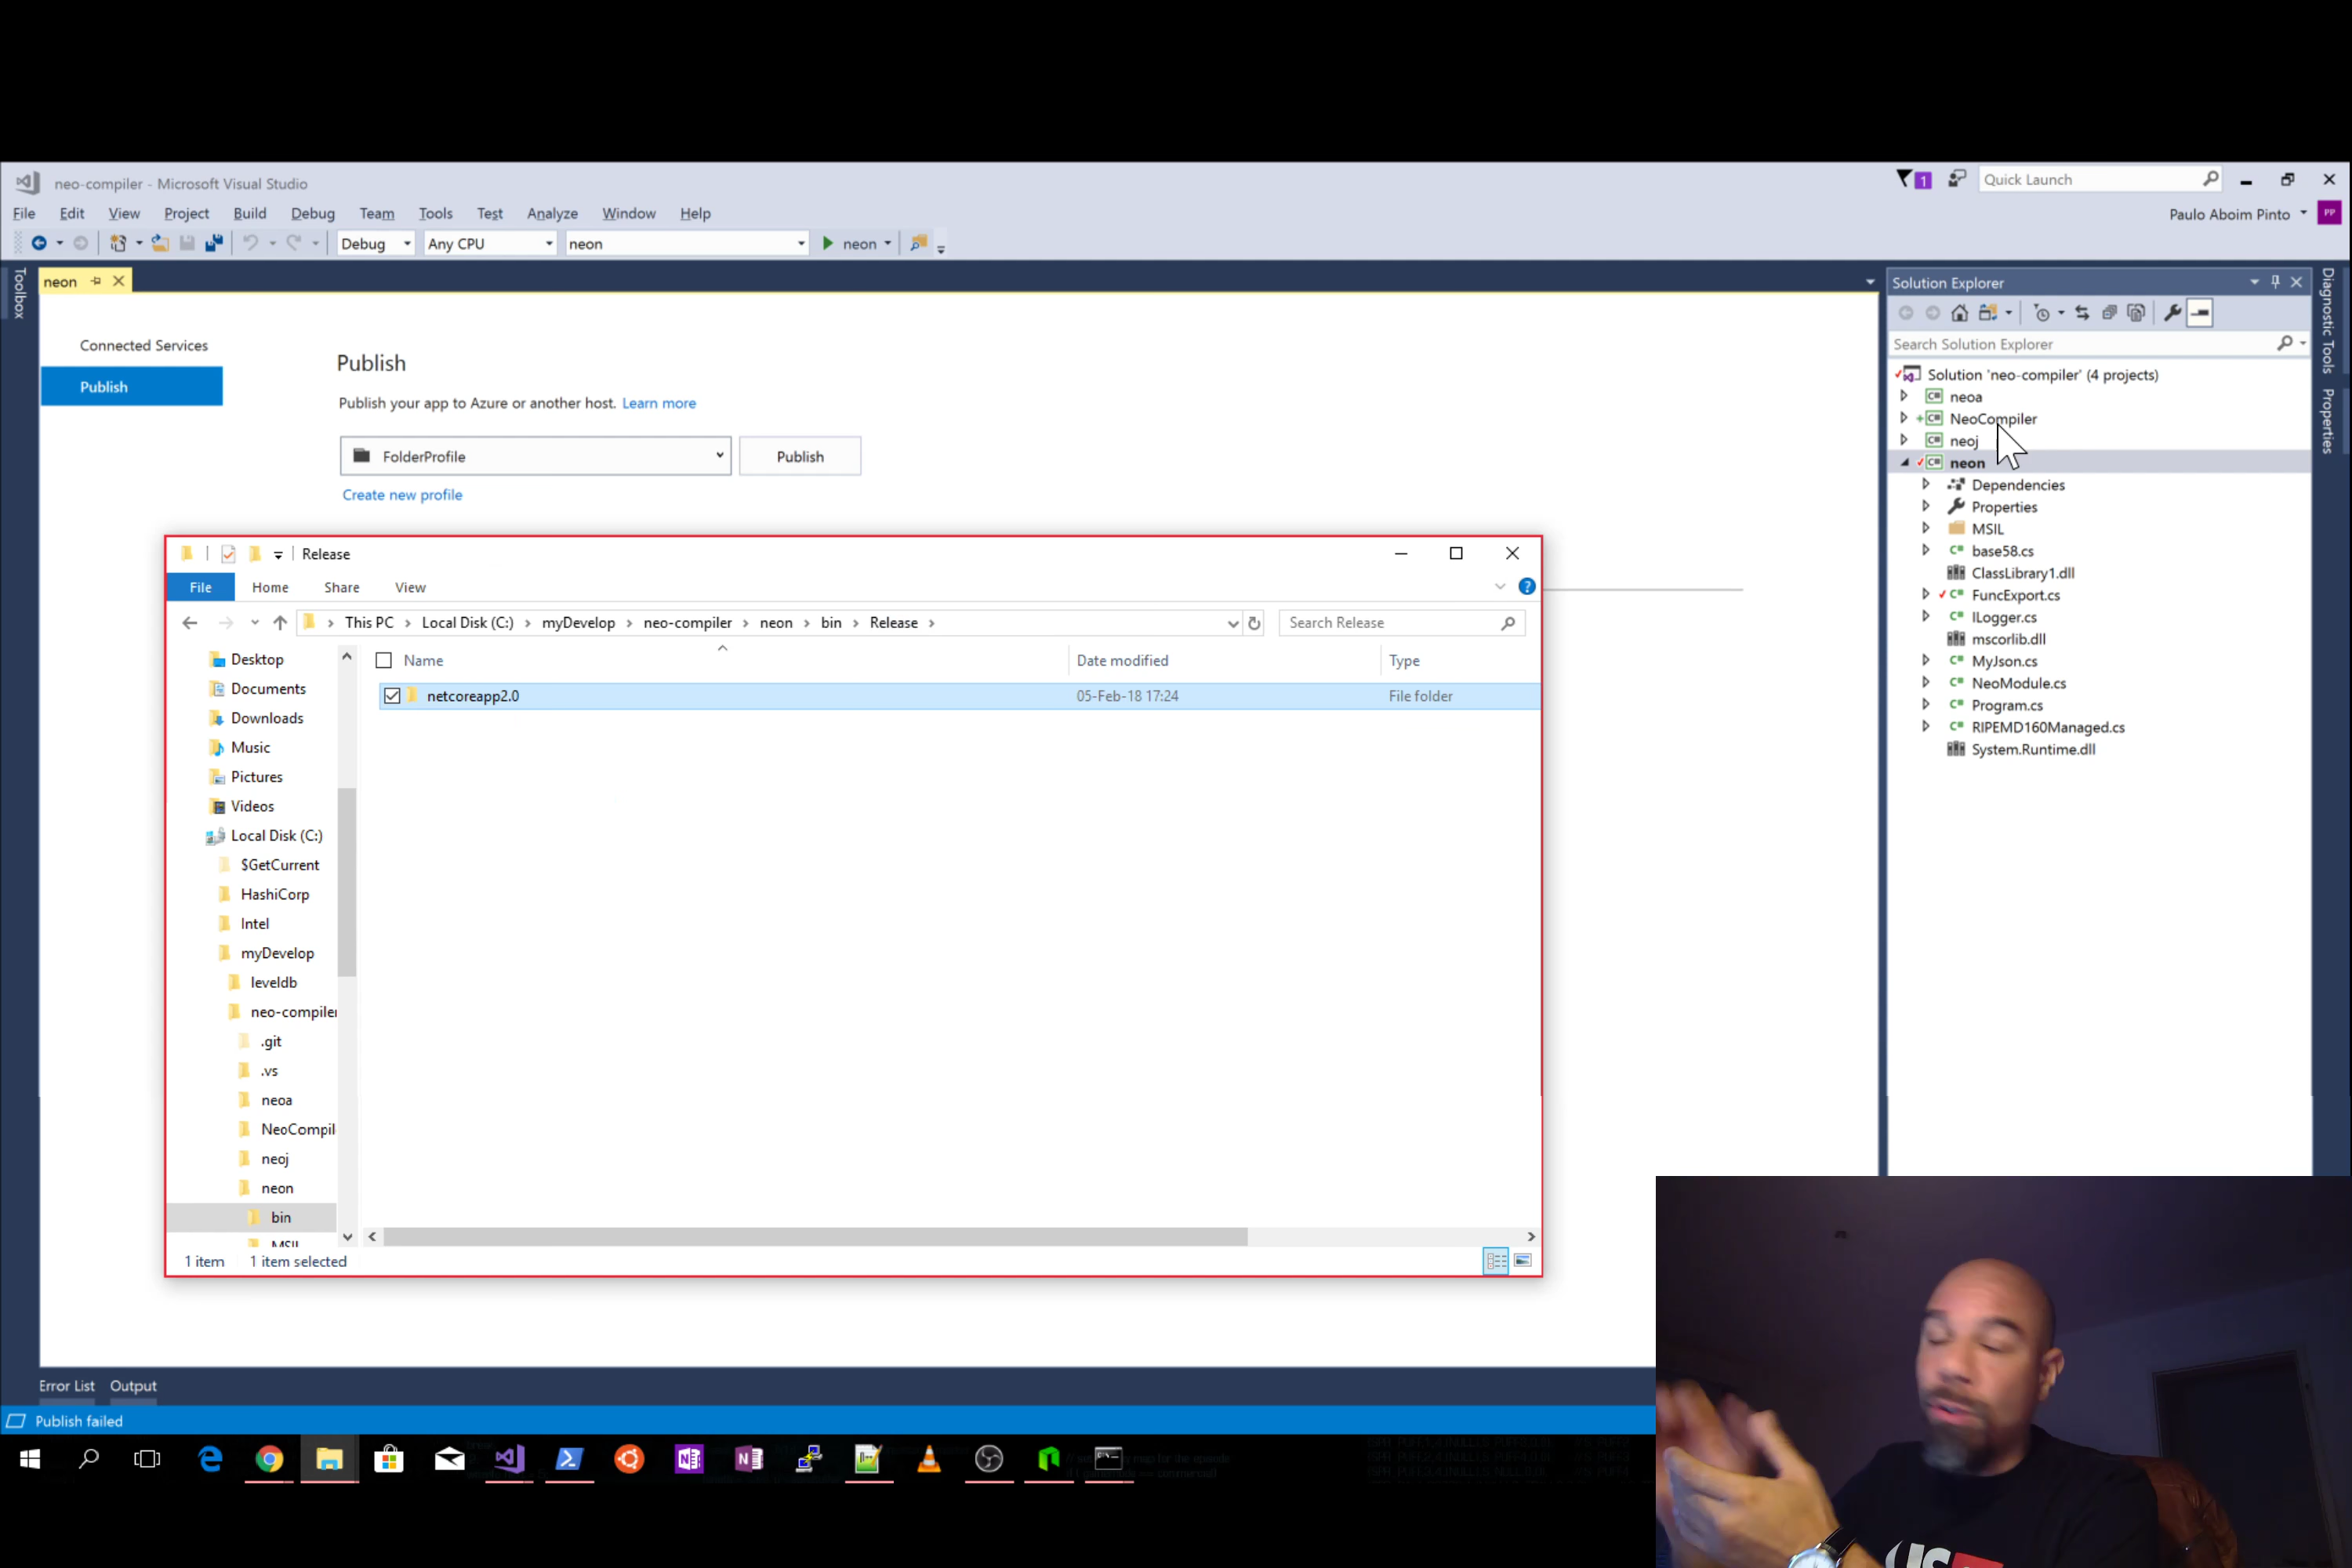 neo-compiler - Microsoft Visual Studio
1
Quick Launch
File Edit View Project Build Debug Team Tools Test Analyze Window Help
Paulo Aboim Pinto PP
Debug Any CPU neon neon
Toolbox
neon
Connected Services
Publish
Publish
Publish your app to Azure or another host. Learn more
FolderProfile Publish
Create new profile
Solution Explorer
Search Solution Explorer
Solution 'neo-compiler' (4 projects)
neoa
NeoCompiler
neoj
neon
Dependencies
Properties
MSIL
base58.cs
ClassLibrary1.dll
FuncExport.cs
ILogger.cs
mscorlib.dll
MyJson.cs
NeoModule.cs
Program.cs
RIPEMD160Managed.cs
System.Runtime.dll
Diagnostic Tools
Properties
Release
File Home Share View
This PC Local Disk (C:) myDevelop neo-compiler neon bin Release
Search Release
Name Date modified Type
netcoreapp2.0 05-Feb-18 17:24 File folder
Desktop
Documents
Downloads
Music
Pictures
Videos
Local Disk (C:)
$GetCurrent
HashiCorp
Intel
myDevelop
leveldb
neo-compiler
.git
.vs
neoa
NeoCompil
neoj
neon
bin
MSIL
1 item 1 item selected
Error List Output
Publish failed